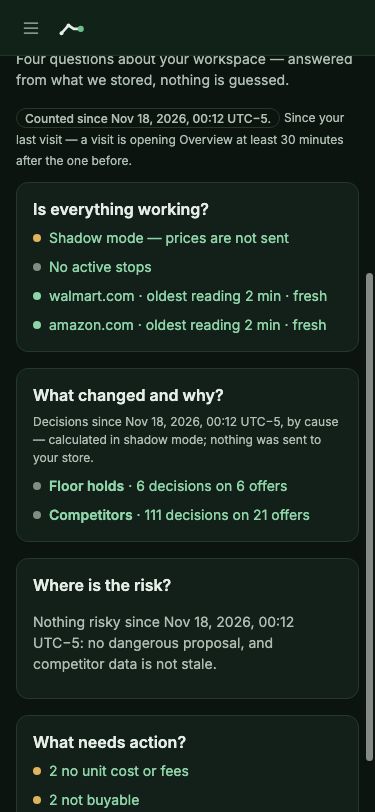 Four questions about your workspace — answered
from what we stored, nothing is guessed.
Counted since Nov 18, 2026, 00:12 UTC−5. Since your
last visit — a visit is opening Overview at least 30 minutes
after the one before.
Is everything working?
Shadow mode — prices are not sent
No active stops
walmart.com · oldest reading 2 min · fresh
amazon.com · oldest reading 2 min · fresh
What changed and why?
Decisions since Nov 18, 2026, 00:12 UTC−5, by cause
— calculated in shadow mode; nothing was sent to
your store.
Floor holds · 6 decisions on 6 offers
Competitors · 111 decisions on 21 offers
Where is the risk?
Nothing risky since Nov 18, 2026, 00:12
UTC−5: no dangerous proposal, and
competitor data is not stale.
What needs action?
2 no unit cost or fees
2 not buyable